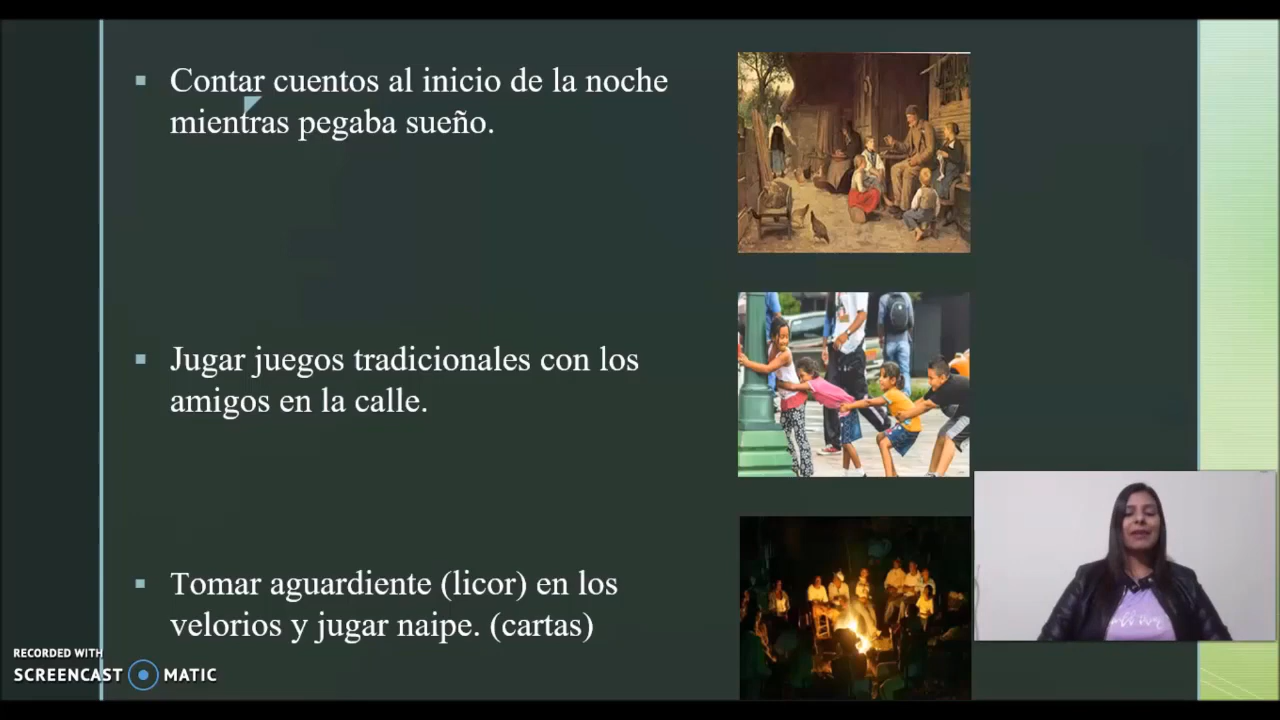 Contar cuentos al inicio de la noche
mientras pegaba sueño.
Jugar juegos tradicionales con los
amigos en la calle.
Tomar aguardiente (licor) en los
velorios y jugar naipe. (cartas)
RECORDED WITH
SCREENCAST MATIC